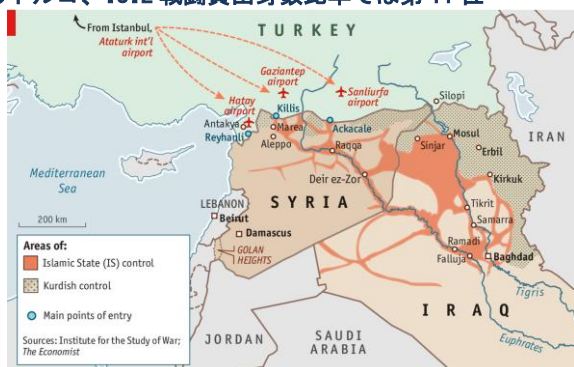 From Istanbul,
Ataturk int'l
airport
TURKEY
Gaziantep
airport
Sanliurfa
airport
Hatay
airport
Killis
Silopi
Antakya
Reyhanli
Marea
Aleppo
Ackacale
Raqqa
Sinjar
Mosul
Erbil
IRAN
Mediterranean
Sea
Deir ez-Zor
Kirkuk
SYRIA
200 km
LEBANON
Beirut
Damascus
Tikrit
Samarra
Areas of:
Islamic State (IS) control
Kurdish control
Main points of entry
Sources: Institute for the Study of War;
The Economist
GOLAN
HEIGHTS
Ramadi
Falluja
Baghdad
Tigris
IRAQ
Euphrates
JORDAN
SAUDI
ARABIA